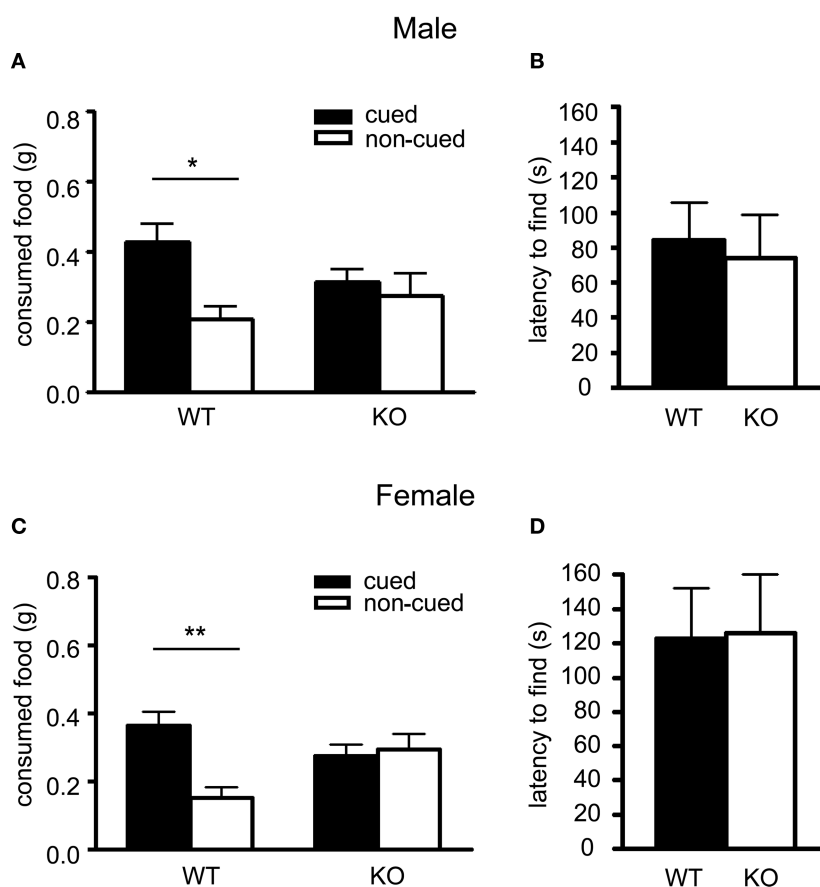 Male
A
B
consumed food (g)
0.8
0.6
0.4
0.2
0.0
*
cued
non-cued
WT KO
latency to find (s)
160
140
120
100
80
60
40
20
0
WT KO
Female
C
D
consumed food (g)
0.8
0.6
0.4
0.2
0.0
**
cued
non-cued
WT KO
latency to find (s)
160
140
120
100
80
60
40
20
0
WT KO